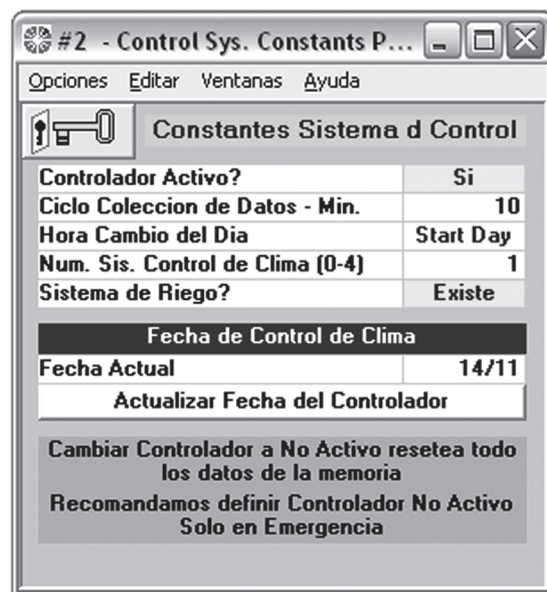 #2 - Control Sys. Constants P...
Opciones Editar Ventanas Ayuda
Constantes Sistema d Control
Controlador Activo? Si
Ciclo Coleccion de Datos - Min. 10
Hora Cambio del Dia Start Day
Num. Sis. Control de Clima (0-4) 1
Sistema de Riego? Existe
Fecha de Control de Clima
Fecha Actual 14/11
Actualizar Fecha del Controlador
Cambiar Controlador a No Activo resetea todo
los datos de la memoria
Recomandamos definir Controlador No Activo
Solo en Emergencia